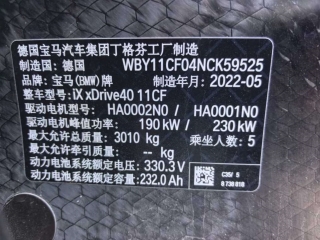 德国宝马汽车集团丁格芬工厂制造
制造国: 德国 WBY11CF04NCK59525
品牌: 宝马(BMW)牌 制造年月: 2022-05
整车型号: iX xDrive40 11CF
驱动电机型号: HA0002N0 / HA0001N0
驱动电机峰值功率: 190 kW / 230 kW
最大允许总质量: 3010 kg 乘坐人数: 5
最大允许牵引质量: -- kg
动力电池系统额定电压: 330.3 V
动力电池系统额定容量: 232.0 Ah